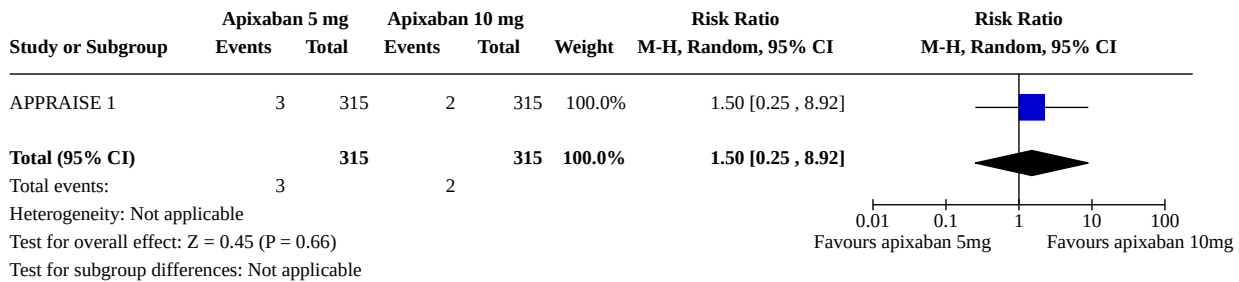 Apixaban 5 mg Apixaban 10 mg Risk Ratio Risk Ratio
Study or Subgroup Events Total Events Total Weight M-H, Random, 95% CI M-H, Random, 95% CI
APPRAISE 1 3 315 2 315 100.0% 1.50 [0.25 , 8.92]
Total (95% CI) 315 315 100.0% 1.50 [0.25 , 8.92]
Total events: 3 2
Heterogeneity: Not applicable
0.01 0.1 1 10 100
Test for overall effect: Z = 0.45 (P = 0.66) Favours apixaban 5mg Favours apixaban 10mg
Test for subgroup differences: Not applicable